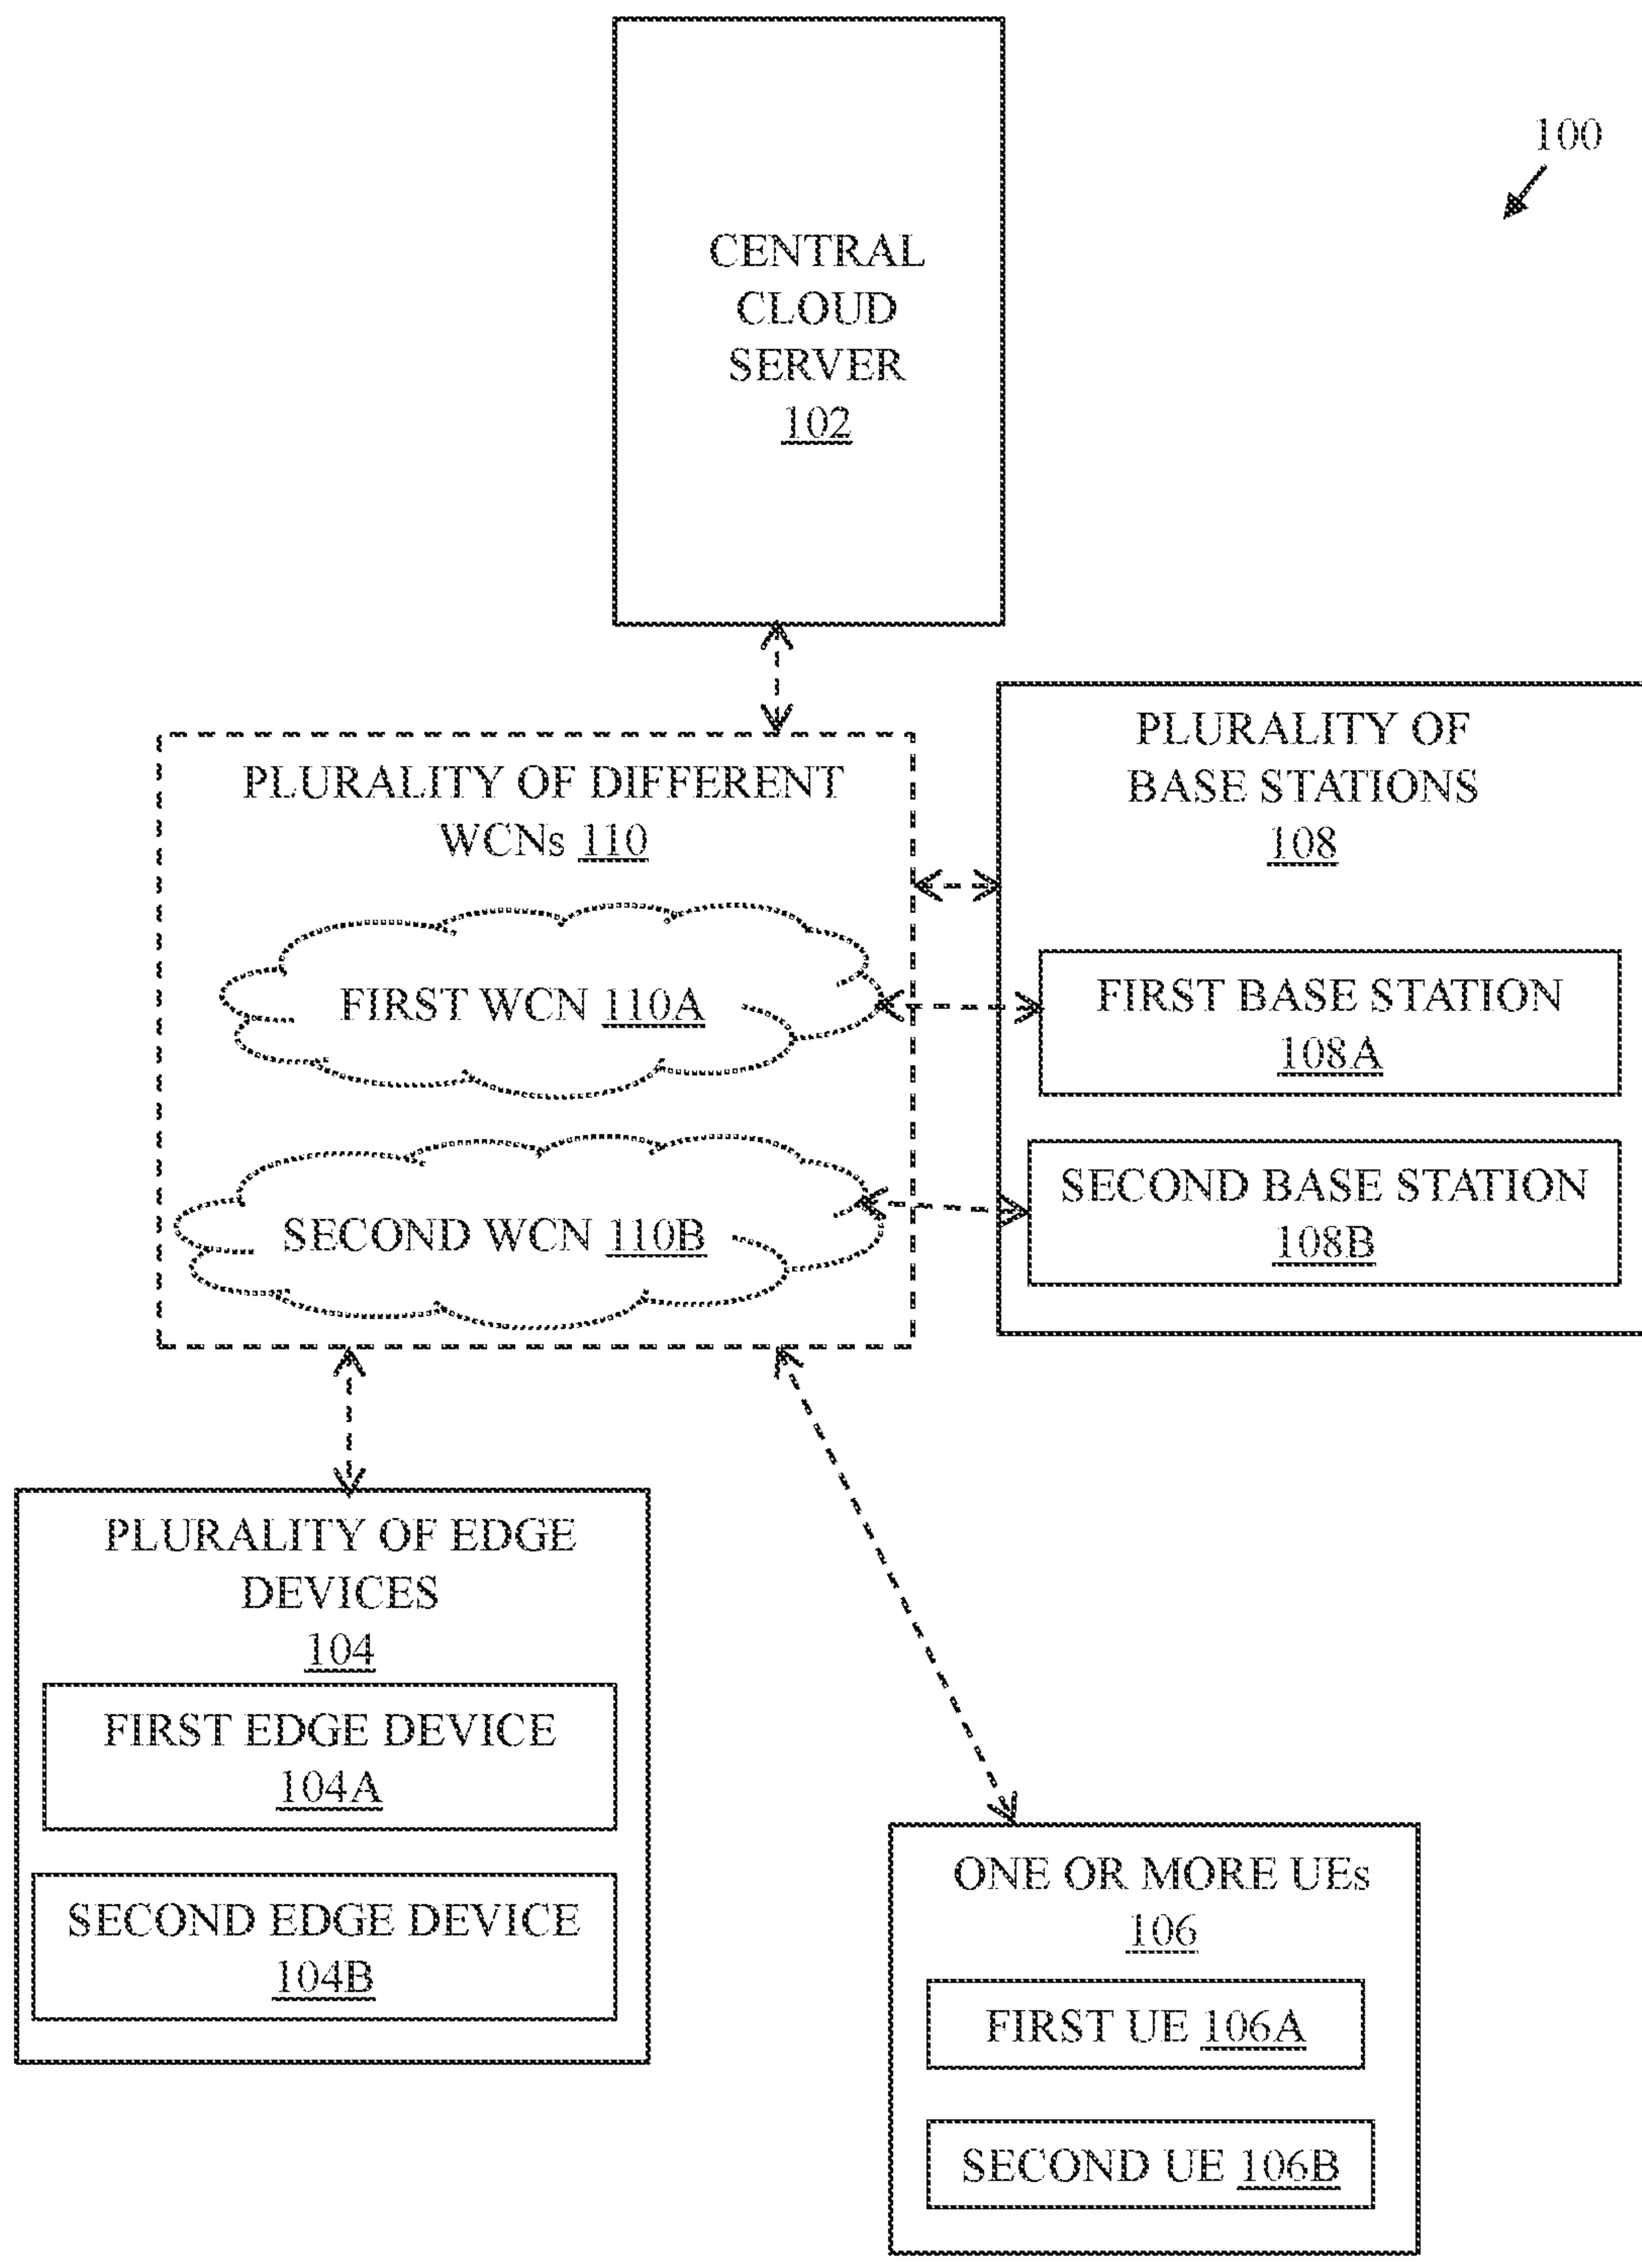 100
CENTRAL
CLOUD
SERVER
102
PLURALITY OF DIFFERENT
WCNs 110
FIRST WCN 110A
SECOND WCN 110B
PLURALITY OF
BASE STATIONS
108
FIRST BASE STATION
108A
SECOND BASE STATION
108B
PLURALITY OF EDGE
DEVICES
104
FIRST EDGE DEVICE
104A
SECOND EDGE DEVICE
104B
ONE OR MORE UEs
106
FIRST UE 106A
SECOND UE 106B